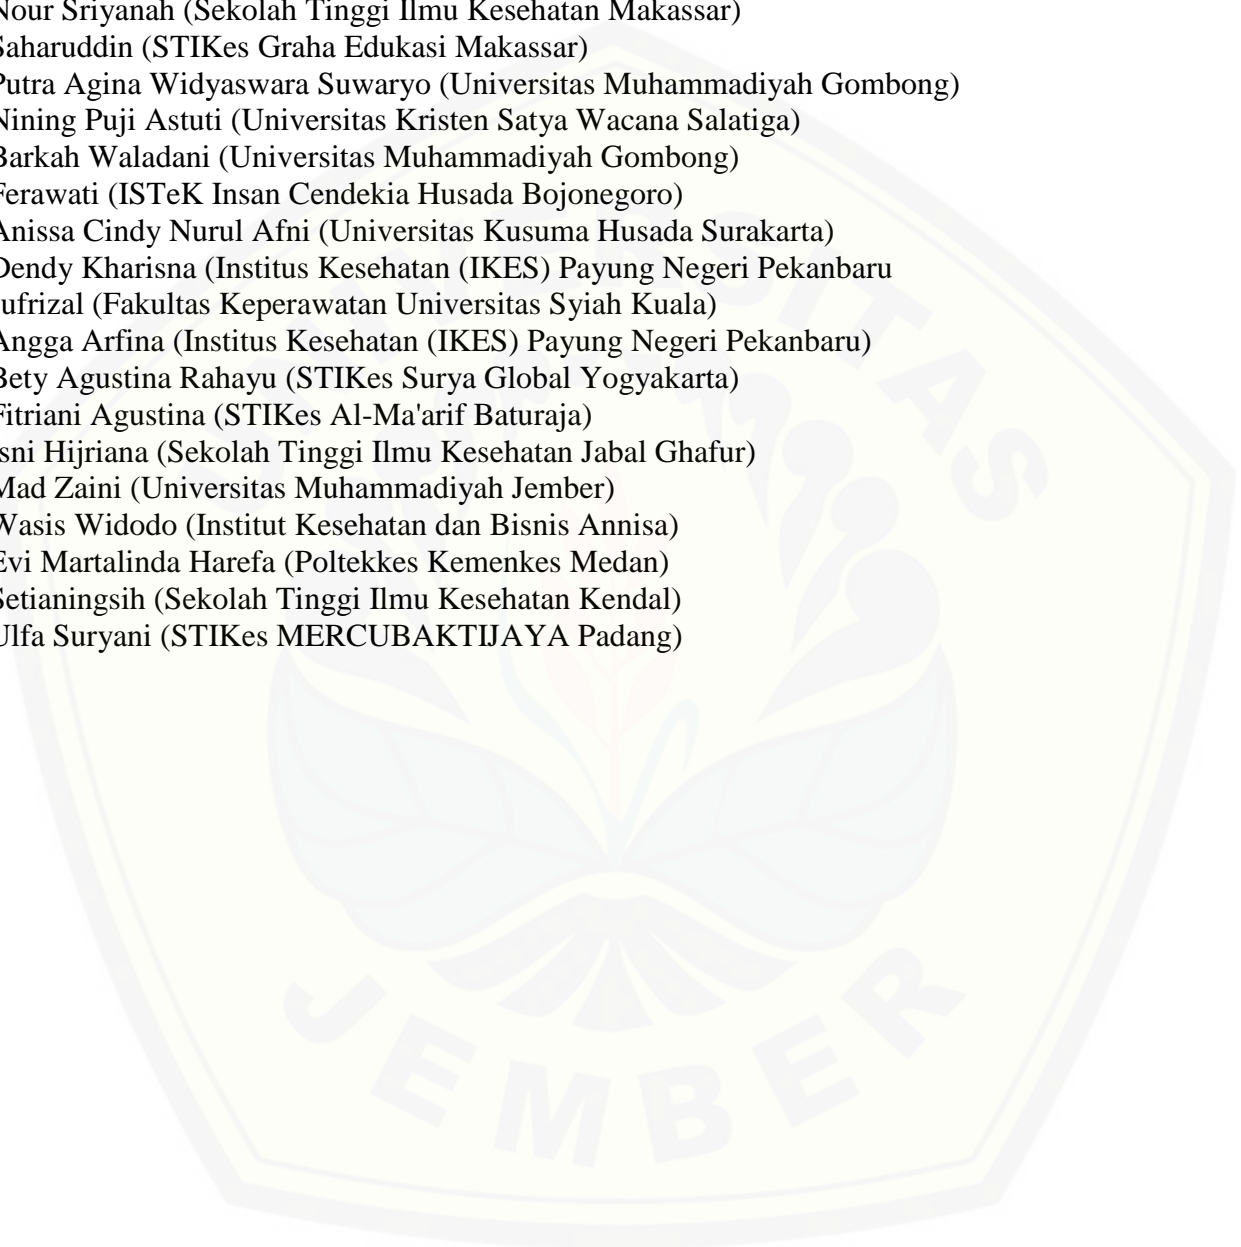 Nour Sriyanah (Sekolah Tinggi Ilmu Kesehatan Makassar)
Saharuddin (STIKes Graha Edukasi Makassar)
Putra Agina Widyaswara Suwaryo (Universitas Muhammadiyah Gombong)
Nining Puji Astuti (Universitas Kristen Satya Wacana Salatiga)
Barkah Waladani (Universitas Muhammadiyah Gombong)
Ferawati (ISTeK Insan Cendekia Husada Bojonegoro)
Anissa Cindy Nurul Afni (Universitas Kusuma Husada Surakarta)
Dendy Kharisna (Institus Kesehatan (IKES) Payung Negeri Pekanbaru
ufrizal (Fakultas Keperawatan Universitas Syiah Kuala)
Angga Arfina (Institus Kesehatan (IKES) Payung Negeri Pekanbaru)
Bety Agustina Rahayu (STIKes Surya Global Yogyakarta)
Fitriani Agustina (STIKes Al-Ma'arif Baturaja)
sni Hijriana (Sekolah Tinggi Ilmu Kesehatan Jabal Ghafur)
Mad Zaini (Universitas Muhammadiyah Jember)
Wasis Widodo (Institut Kesehatan dan Bisnis Annisa)
Evi Martalinda Harefa (Poltekkes Kemenkes Medan)
Setianingsih (Sekolah Tinggi Ilmu Kesehatan Kendal)
Ulfa Suryani (STIKes MERCUBAKTIJAYA Padang)
UNIVERSITAS
JEMBER